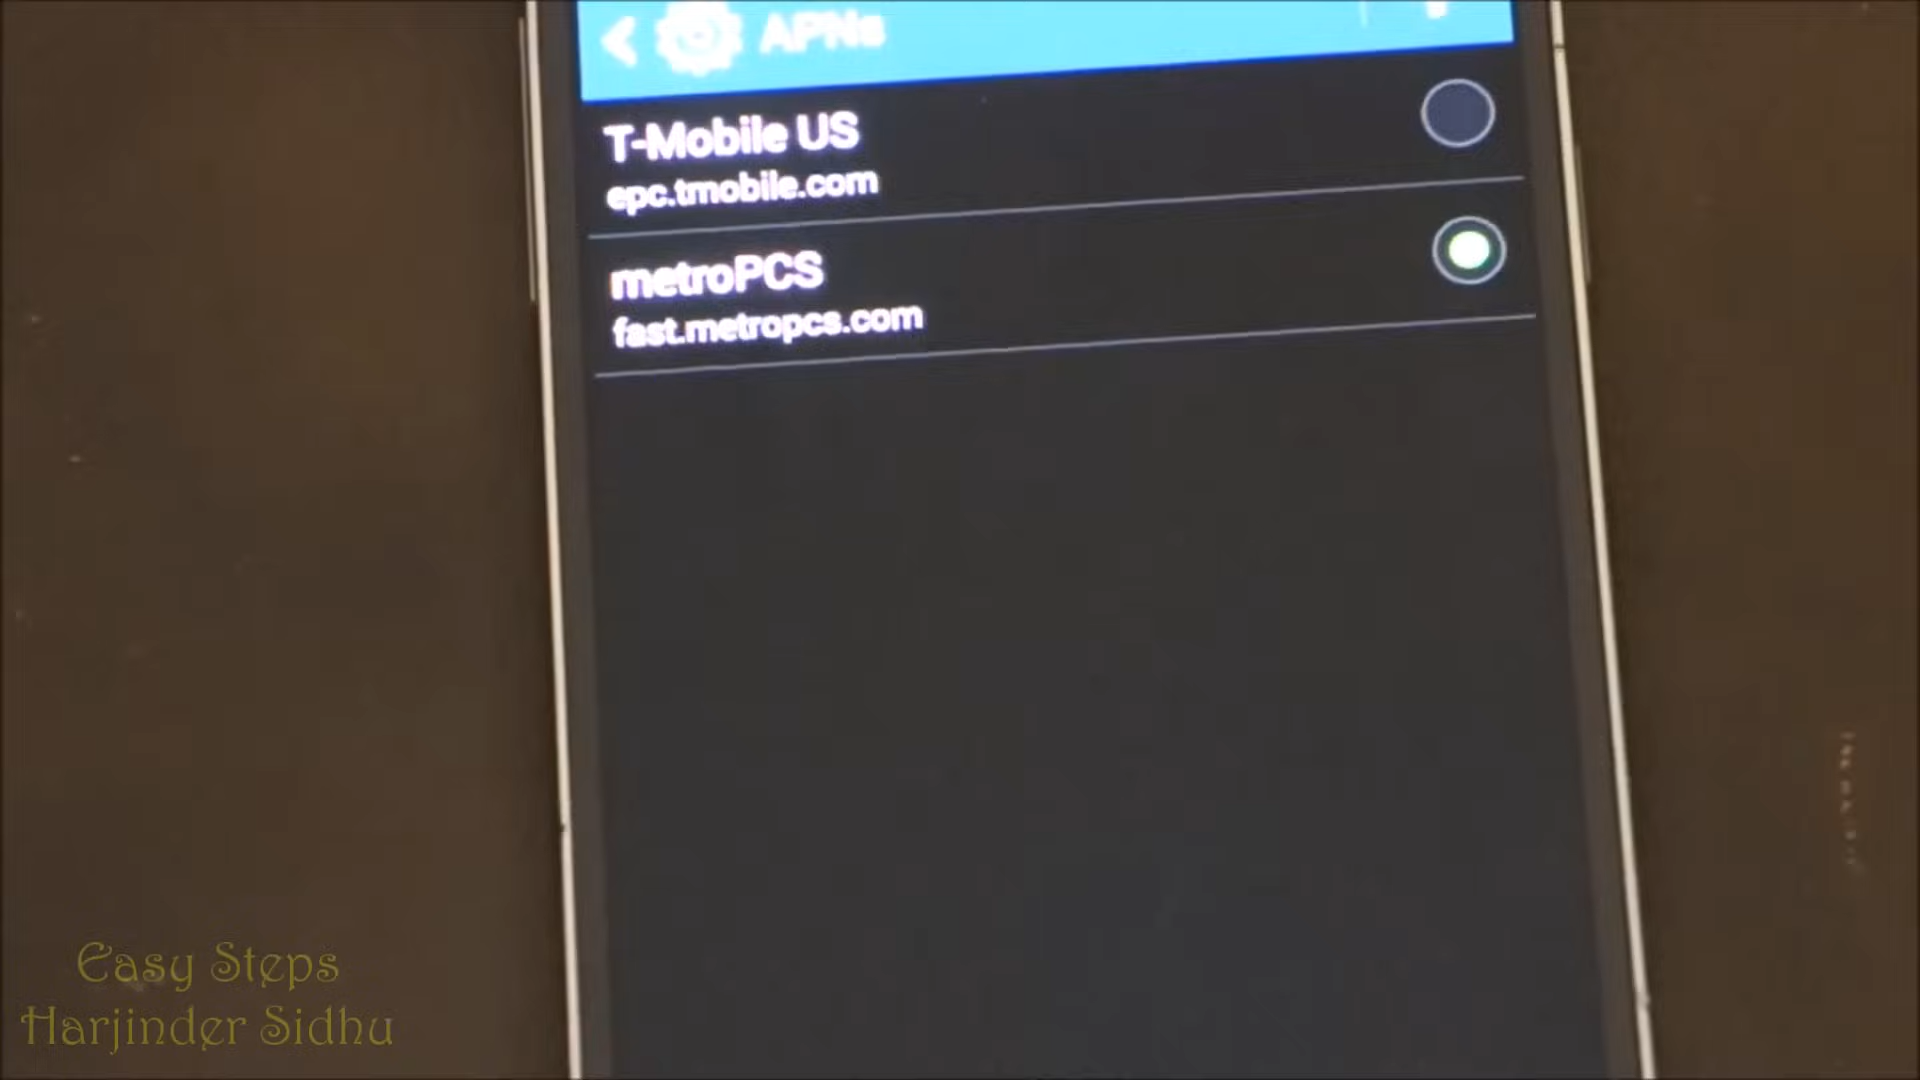 APNs
T-Mobile US
epc.tmobile.com
metroPCS
fast.metropcs.com
Easy Steps
Harjinder Sidhu